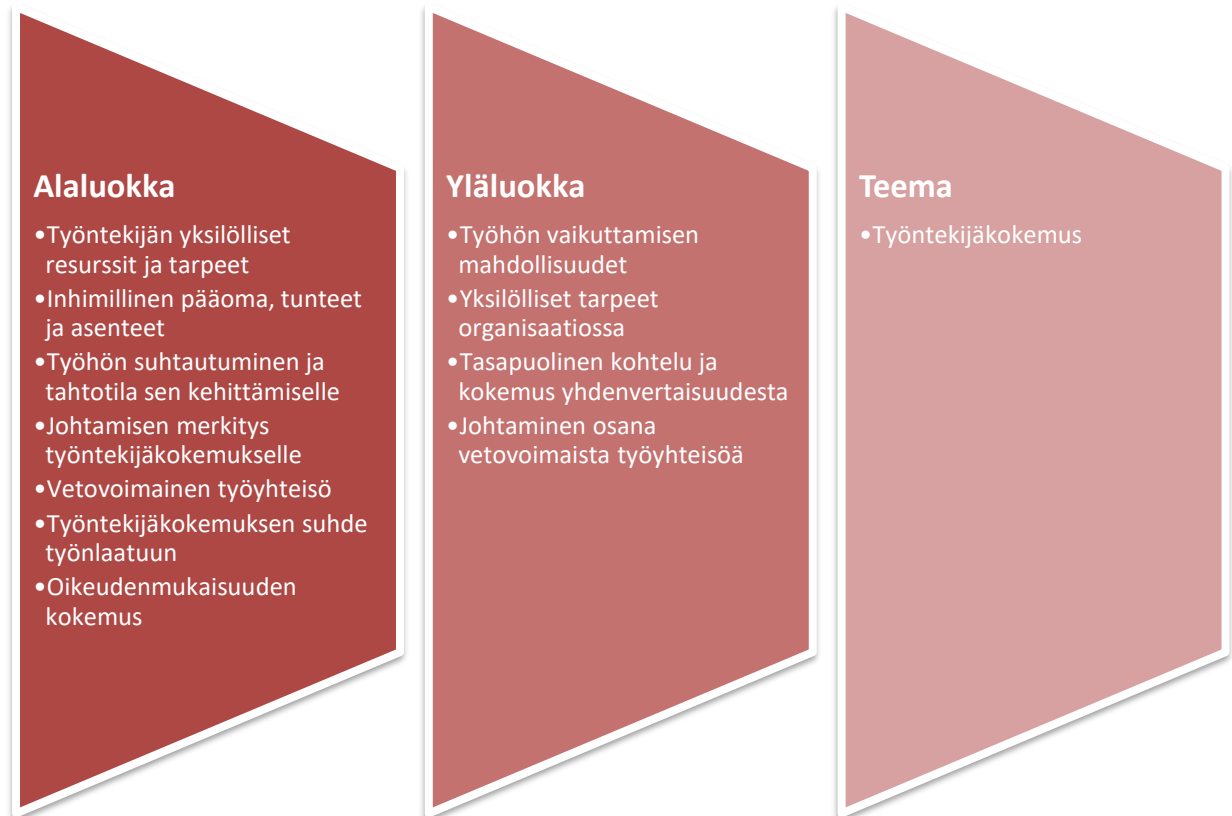 Alaluokka
•Työntekijän yksilölliset
resurssit ja tarpeet
•Inhimillinen pääoma, tunteet
ja asenteet
•Työhön suhtautuminen ja
tahtotila sen kehittämiselle
•Johtamisen merkitys
työntekijäkokemukselle
•Vetovoimainen työyhteisö
•Työntekijäkokemuksen suhde
työnlaatuun
•Oikeudenmukaisuuden
kokemus
Yläluokka
•Työhön vaikuttamisen
mahdollisuudet
•Yksilölliset tarpeet
organisaatiossa
•Tasapuolinen kohtelu ja
kokemus yhdenvertaisuudesta
•Johtaminen osana
vetovoimaista työyhteisöä
Teema
•Työntekijäkokemus